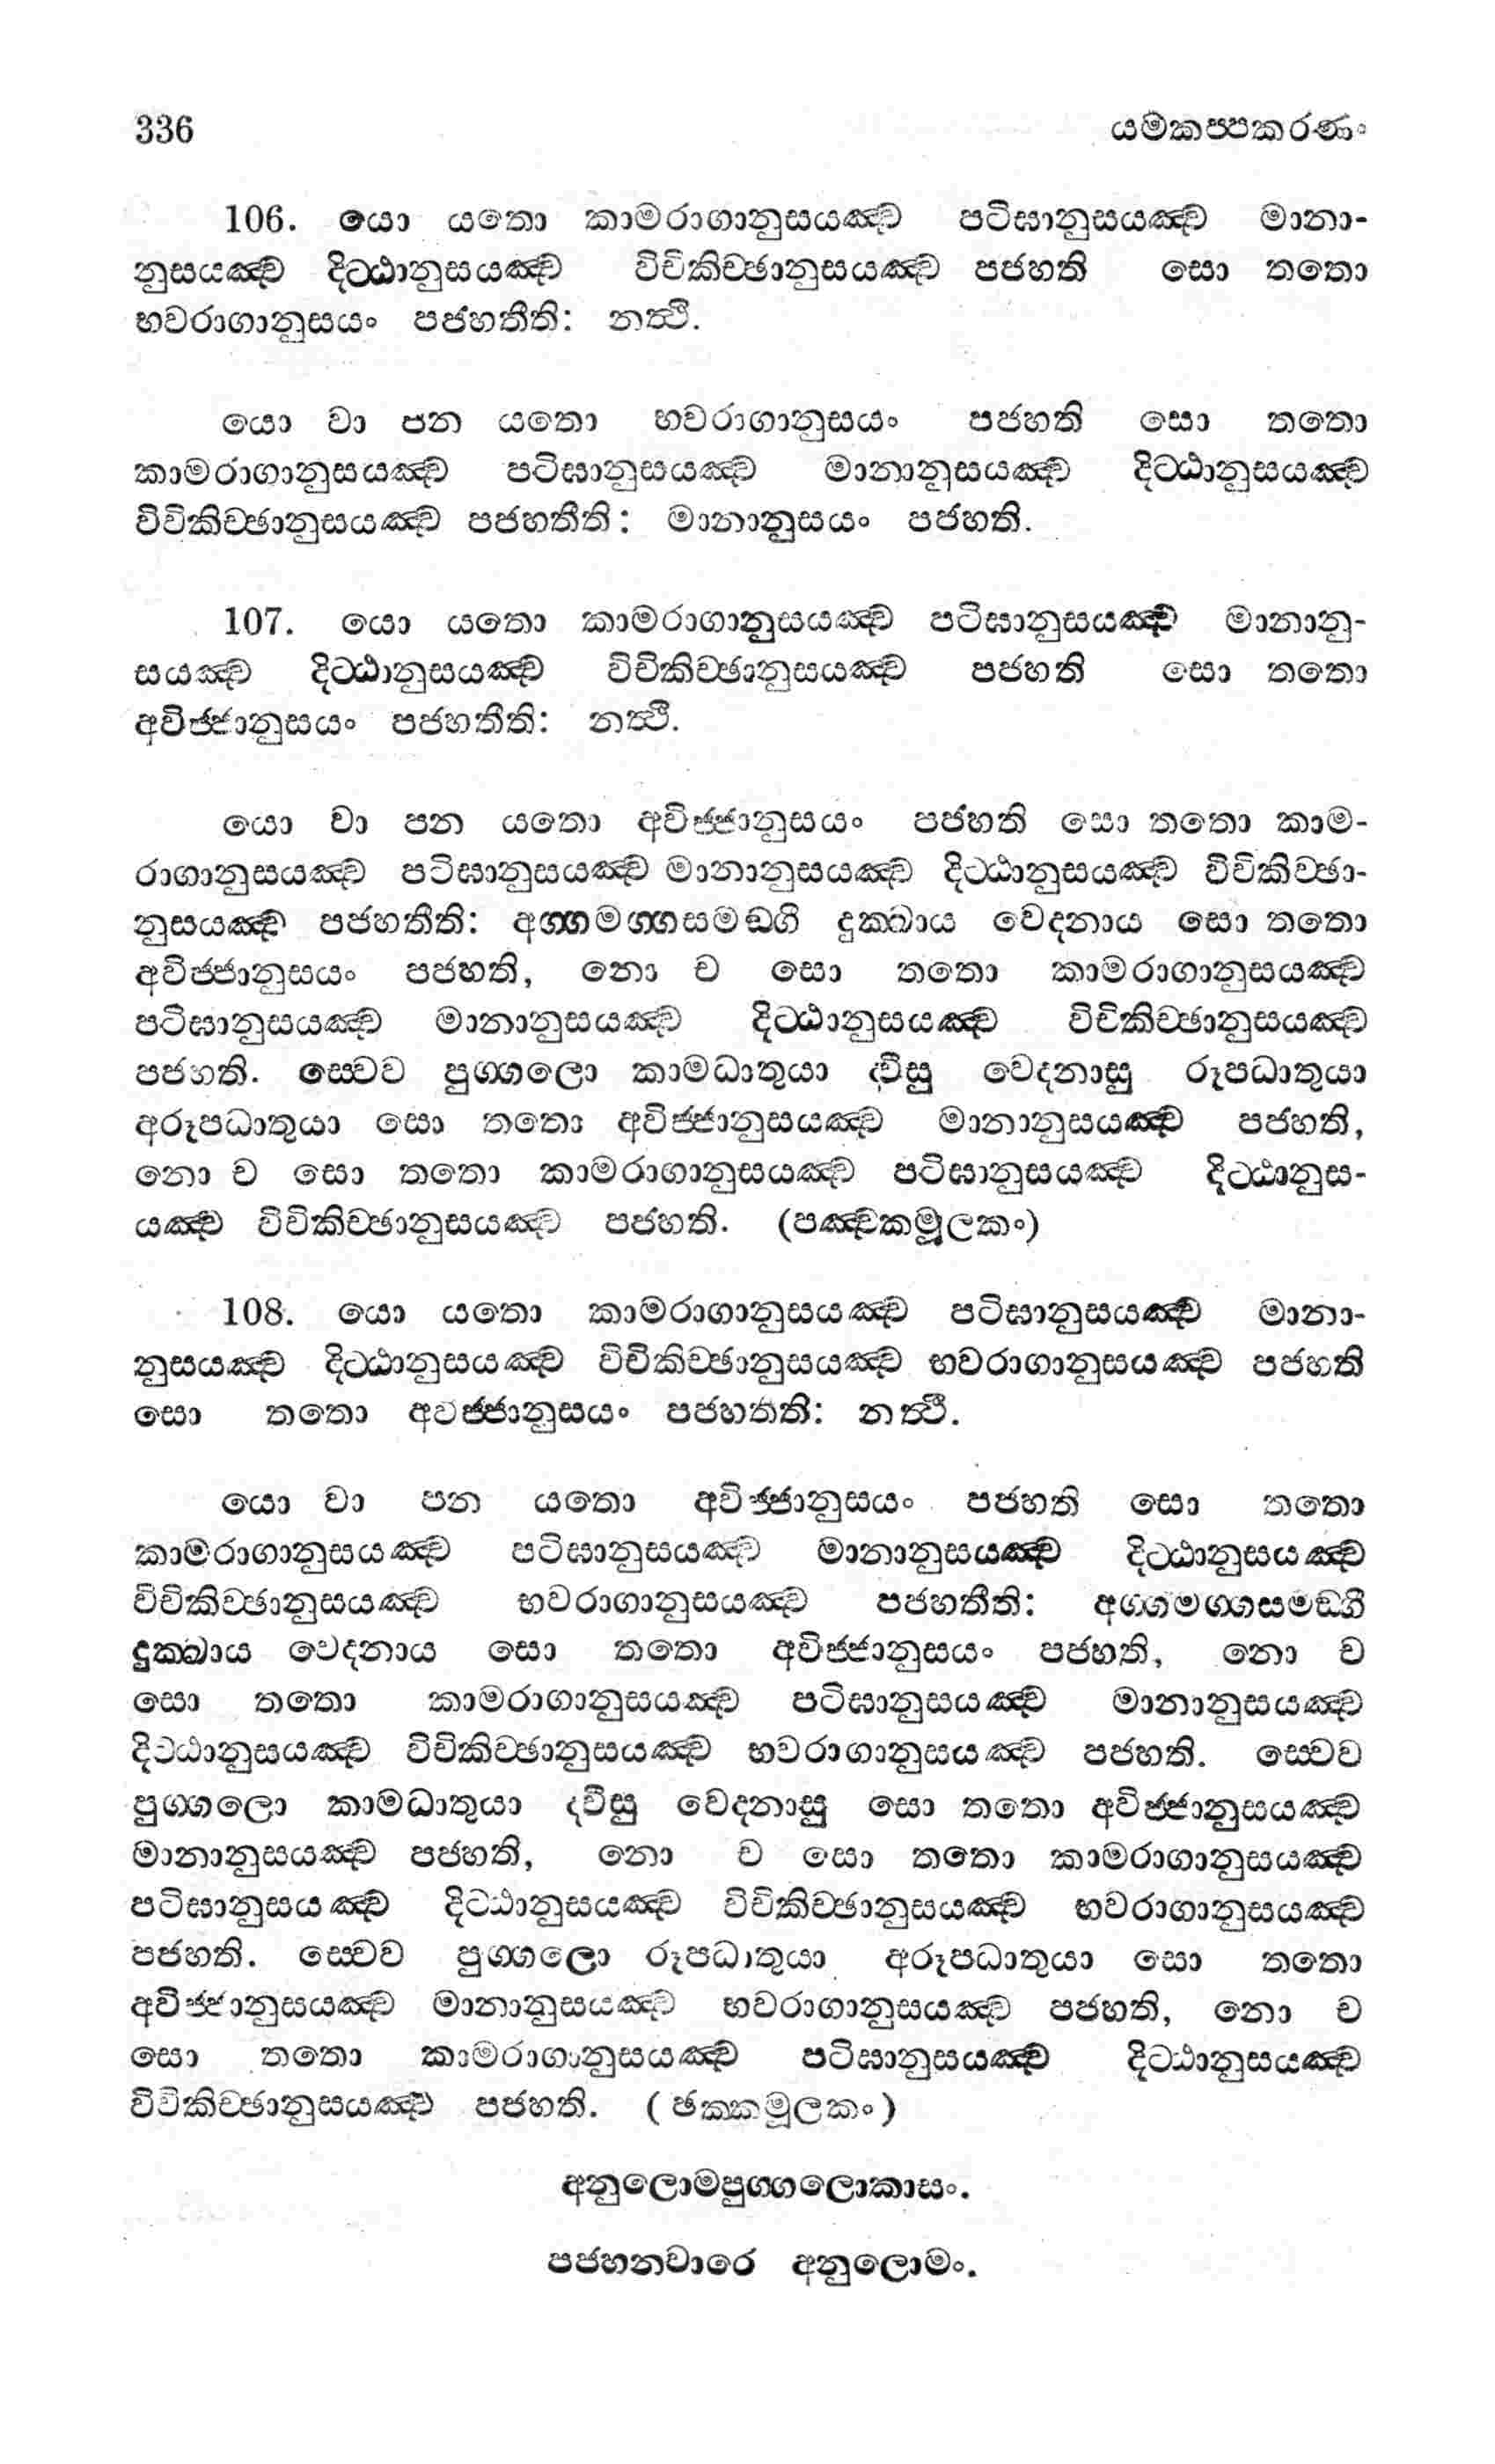 336 යමකප්පකරණං
106. යො යතො කාමරාගානුසයඤ්ච පටිඝානුසයඤ්ච මානා-
නුසයඤ්ච දිට්ඨානුසයඤ්ච විචිකිච්ඡානුසයඤ්ච පජහති සො තතො
භවරාගානුසයං පජහතීති: නත්ථි.
යො වා පන යතො භවරාගානුසයං පජහති සො තතො
කාමරාගානුසයඤ්ච පටිඝානුසයඤ්ච මානානුසයඤ්ච දිට්ඨානුසයඤ්ච
විචිකිච්ඡානුසයඤ්ච පජහතීති: මානානුසයං පජහති.
107. යො යතො කාමරාගානුසයඤ්ච පටිඝානුසයඤ්ච මානානු-
සයඤ්ච දිට්ඨානුසයඤ්ච විචිකිච්ඡානුසයඤ්ච පජහති සො තතො
අවිජ්ජානුසයං පජහතීති: නත්ථි.
යො වා පන යතො අවිජ්ජානුසයං පජහති සො තතො කාම-
රාගානුසයඤ්ච පටිඝානුසයඤ්ච මානානුසයඤ්ච දිට්ඨානුසයඤ්ච විචිකිච්ඡා-
නුසයඤ්ච පජහතීති: අග්ගමග්ගසමඞ්ගී දුක්ඛාය වෙදනාය සො තතො
අවිජ්ජානුසයං පජහති, නො ච සො තතො කාමරාගානුසයඤ්ච
පටිඝානුසයඤ්ච මානානුසයඤ්ච දිට්ඨානුසයඤ්ච විචිකිච්ඡානුසයඤ්ච
පජහති. ස්වෙව පුග්ගලො කාමධාතුයා ද්වීසු වෙදනාසු රූපධාතුයා
අරූපධාතුයා සො තතො අවිජ්ජානුසයඤ්ච මානානුසයඤ්ච පජහති,
නො ච සො තතො කාමරාගානුසයඤ්ච පටිඝානුසයඤ්ච දිට්ඨානුස-
යඤ්ච විචිකිච්ඡානුසයඤ්ච පජහති. (පඤ්චකමූලකං)
108. යො යතො කාමරාගානුසයඤ්ච පටිඝානුසයඤ්ච මානා-
නුසයඤ්ච දිට්ඨානුසයඤ්ච විචිකිච්ඡානුසයඤ්ච භවරාගානුසයඤ්ච පජහති
සො තතො අවජ්ජානුසයං පජහතති: නත්ථි.
යො වා පන යතො අවිජ්ජානුසයං පජහති සො තතො
කාමරාගානුසයඤ්ච පටිඝානුසයඤ්ච මානානුසයඤ්ච දිට්ඨානුසයඤ්ච
විචිකිච්ඡානුසයඤ්ච භවරාගානුසයඤ්ච පජහතීති: අග්ගමග්ගසමඞ්ගී
දුක්ඛාය වෙදනාය සො තතො අවිජ්ජානුසයං පජහති, නො ච
සො තතො කාමරාගානුසයඤ්ච පටිඝානුසයඤ්ච මානානුසයඤ්ච
දිට්ඨානුසයඤ්ච විචිකිච්ඡානුසයඤ්ච භවරාගානුසයඤ්ච පජහති. ස්වෙව
පුග්ගලො කාමධාතුයා ද්වීසු වෙදනාසු සො තතො අවිජ්ජානුසයඤ්ච
මානානුසයඤ්ච පජහති, නො ච සො තතො කාමරාගානුසයඤ්ච
පටිඝානුසයඤ්ච දිට්ඨානුසයඤ්ච විචිකිච්ඡානුසයඤ්ච භවරාගානුසයඤ්ච
පජහති. ස්වෙව පුග්ගලො රූපධාතුයා අරූපධාතුයා සො තතො
අවිජ්ජානුසයඤ්ච මානානුසයඤ්ච භවරාගානුසයඤ්ච පජහති, නො ච
සො තතො කාමරාගානුසයඤ්ච පටිඝානුසයඤ්ච දිට්ඨානුසයඤ්ච
විචිකිච්ඡානුසයඤ්ච පජහති. (ඡක්කමූලකං)
අනුලොමපුග්ගලොකාසං.
පජහනවාරෙ අනුලොමං.